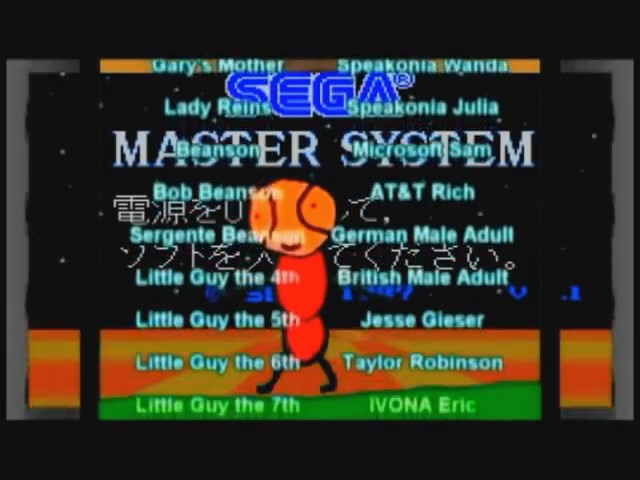 Gary's Mother Speakonia Wanda
SEGA®
Lady Reins Speakonia Julia
MASTER SYSTEM
Beanson Microsoft Sam
Bob Beanson AT&T Rich
電源をて,
Sergente Beanson German Male Adult
ソフトを入てください。
Little Guy the 4th British Male Adult
Little Guy the 5th Jesse Gieser
Little Guy the 6th Taylor Robinson
Little Guy the 7th IVONA Eric